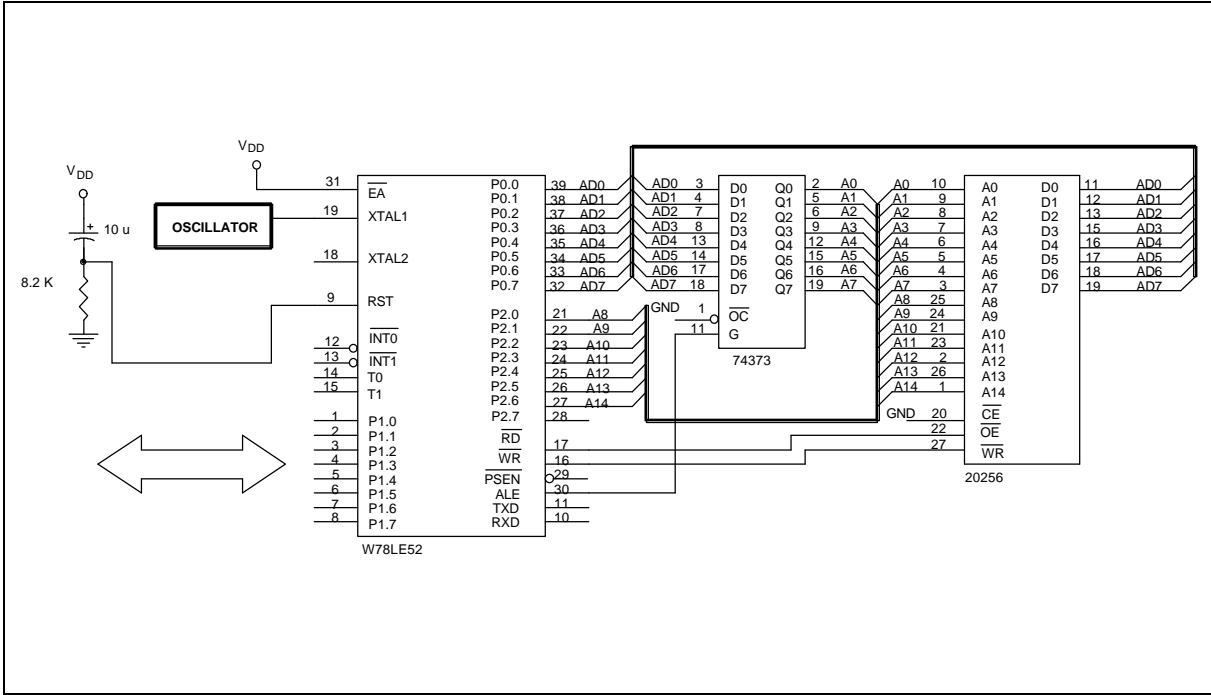 VDD
10 u
8.2 K
VDD
OSCILLATOR
31 EA
19 XTAL1
18 XTAL2
9 RST
12 INT0
13 INT1
14 T0
15 T1
1 P1.0
2 P1.1
3 P1.2
4 P1.3
5 P1.4
6 P1.5
7 P1.6
8 P1.7
P0.0 39 AD0
P0.1 38 AD1
P0.2 37 AD2
P0.3 36 AD3
P0.4 35 AD4
P0.5 34 AD5
P0.6 33 AD6
P0.7 32 AD7
P2.0 21 A8
P2.1 22 A9
P2.2 23 A10
P2.3 24 A11
P2.4 25 A12
P2.5 26 A13
P2.6 27 A14
P2.7 28
RD 17
WR 16
PSEN 29
ALE 30
TXD 11
RXD 10
W78LE52
AD0 3 D0 Q0 2 A0
AD1 4 D1 Q1 5 A1
AD2 7 D2 Q2 6 A2
AD3 8 D3 Q3 9 A3
AD4 13 D4 Q4 12 A4
AD5 14 D5 Q5 15 A5
AD6 17 D6 Q6 16 A6
AD7 18 D7 Q7 19 A7
GND 1 OC
11 G
74373
A0 10 A0 D0 11 AD0
A1 9 A1 D1 12 AD1
A2 8 A2 D2 13 AD2
A3 7 A3 D3 15 AD3
A4 6 A4 D4 16 AD4
A5 5 A5 D5 17 AD5
A6 4 A6 D6 18 AD6
A7 3 A7 D7 19 AD7
A8 25 A8
A9 24 A9
A10 21 A10
A11 23 A11
A12 2 A12
A13 26 A13
A14 1 A14
GND 20 CE
22 OE
27 WR
20256